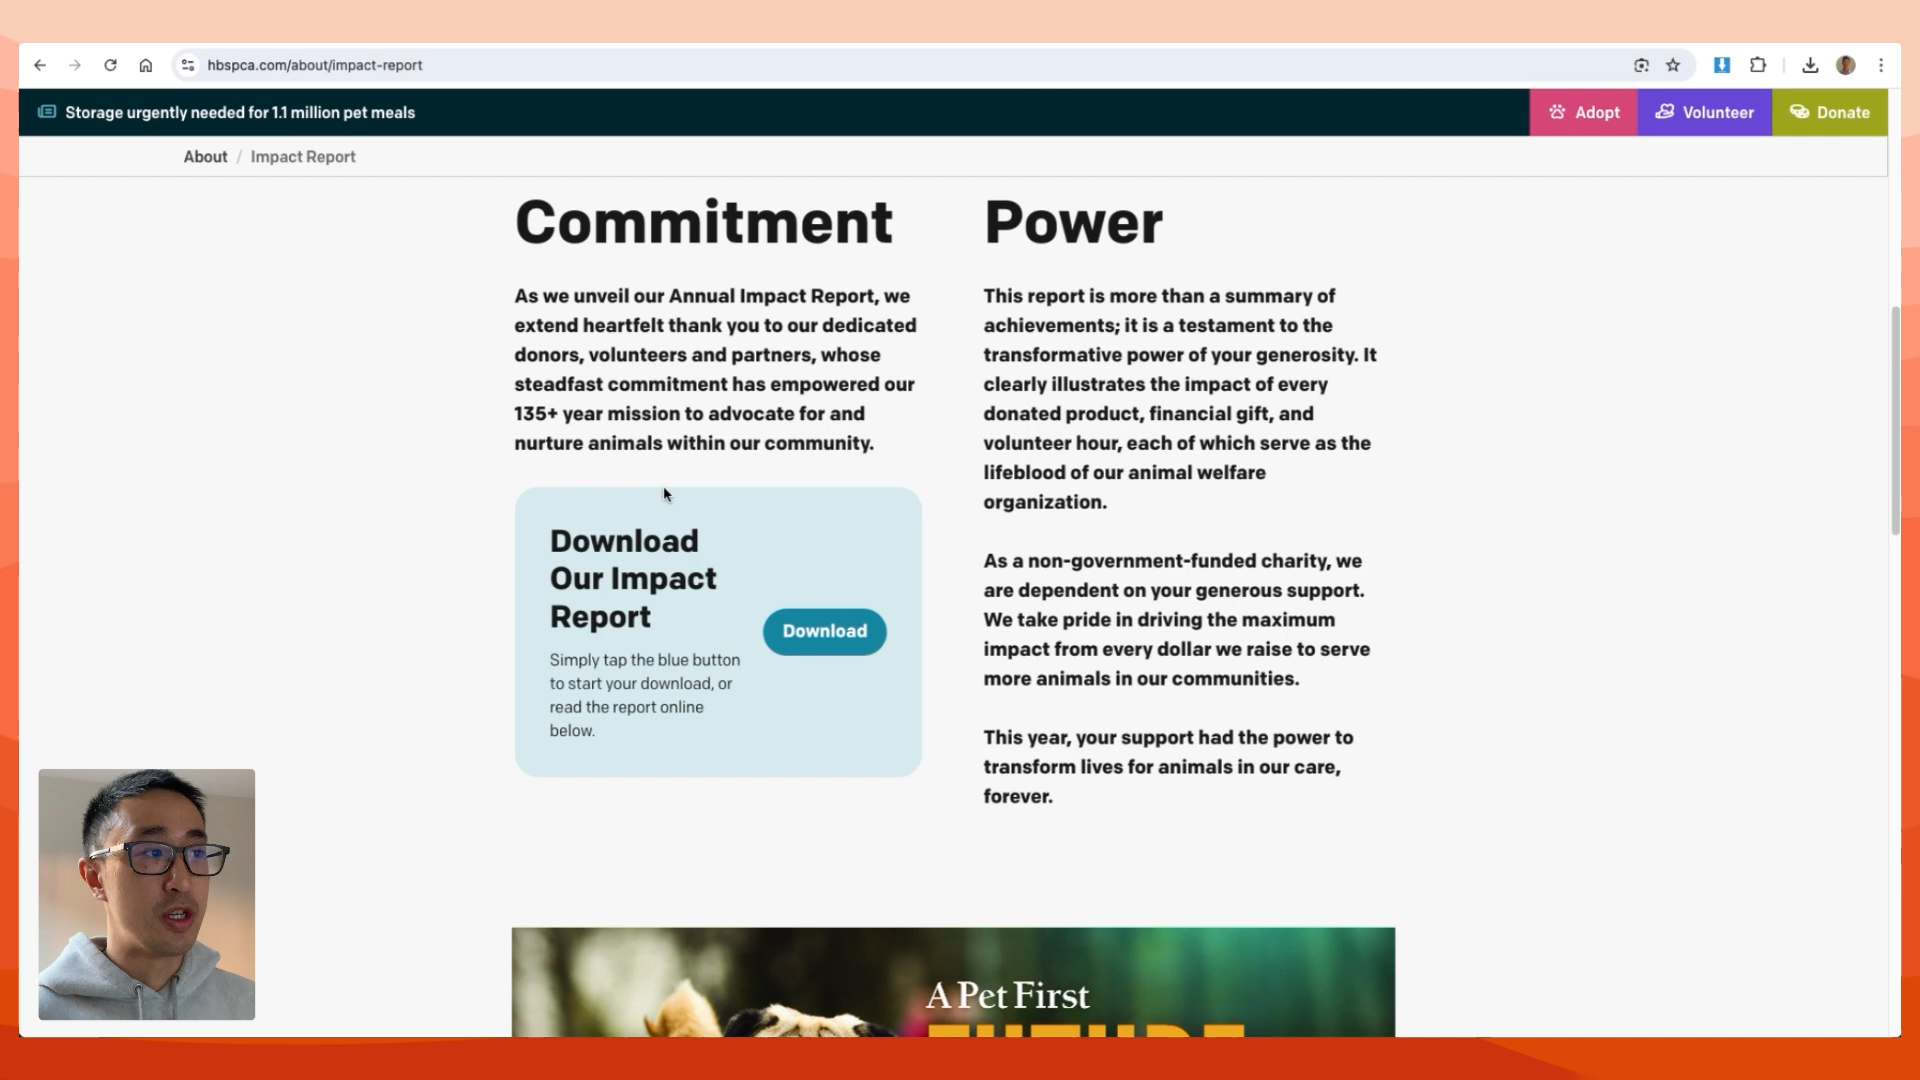 hbspca.com/about/impact-report
Storage urgently needed for 1.1 million pet meals
Adopt
Volunteer
Donate
About / Impact Report
Commitment
As we unveil our Annual Impact Report, we
extend heartfelt thank you to our dedicated
donors, volunteers and partners, whose
steadfast commitment has empowered our
135+ year mission to advocate for and
nurture animals within our community.
Download
Our Impact
Report
Simply tap the blue button
to start your download, or
read the report online
below.
Download
Power
This report is more than a summary of
achievements; it is a testament to the
transformative power of your generosity. It
clearly illustrates the impact of every
donated product, financial gift, and
volunteer hour, each of which serve as the
lifeblood of our animal welfare
organization.
As a non-government-funded charity, we
are dependent on your generous support.
We take pride in driving the maximum
impact from every dollar we raise to serve
more animals in our communities.
This year, your support had the power to
transform lives for animals in our care,
forever.
A Pet First